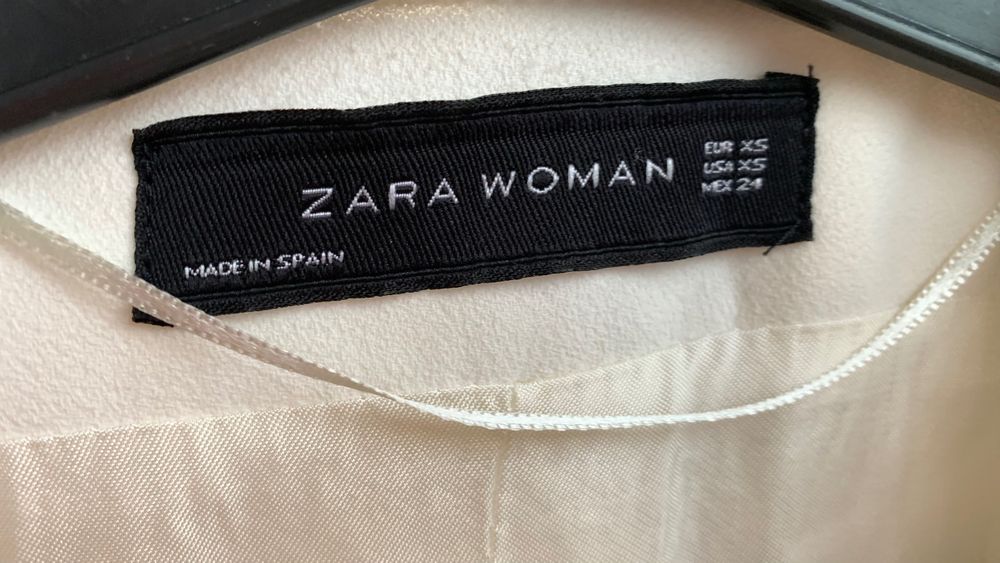 ZARA WOMAN
EUR XS
USA XS
MEX 24
MADE IN SPAIN